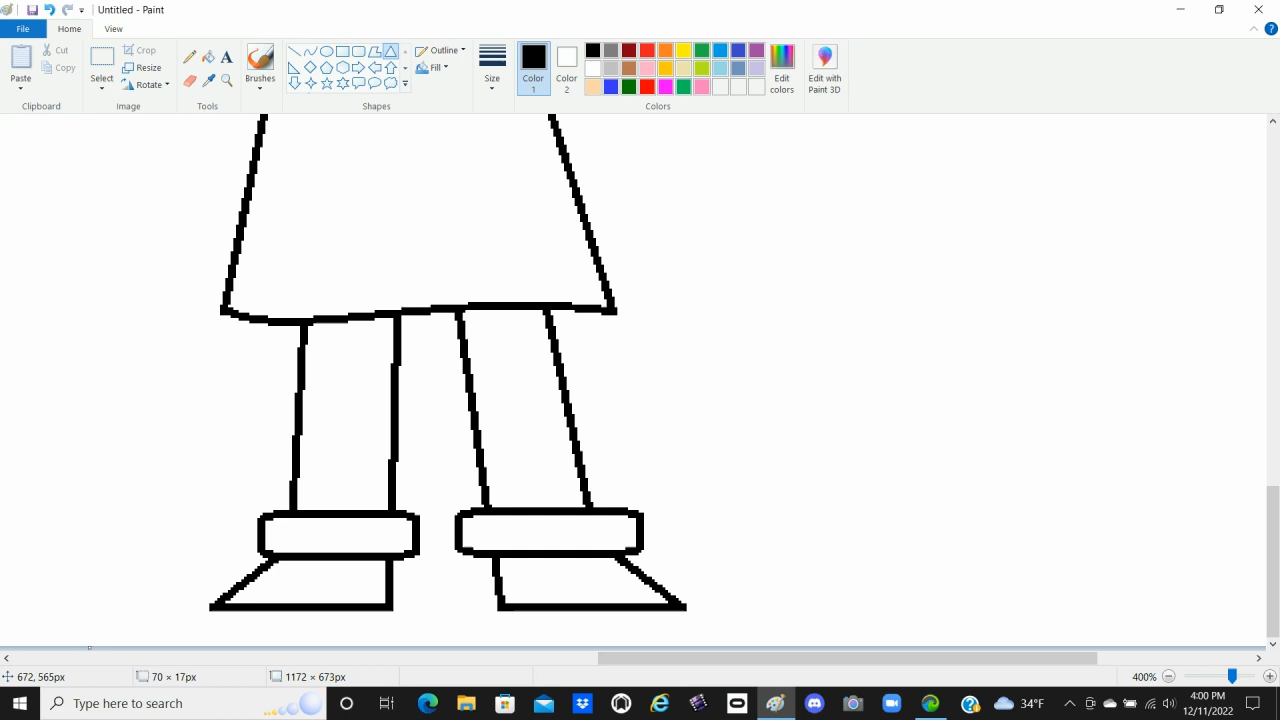 Untitled - Paint
File Home View
Paste
Cut
Copy
Clipboard
Select
Crop
Resize
Rotate
Image
A
Tools
Brushes
Outline
Fill
Shapes
Size
Color 1
Color 2
Edit colors
Colors
Edit with Paint 3D
672, 565px
70 × 17px
1172 × 673px
400%
Type here to search
34°F
4:00 PM
12/11/2022